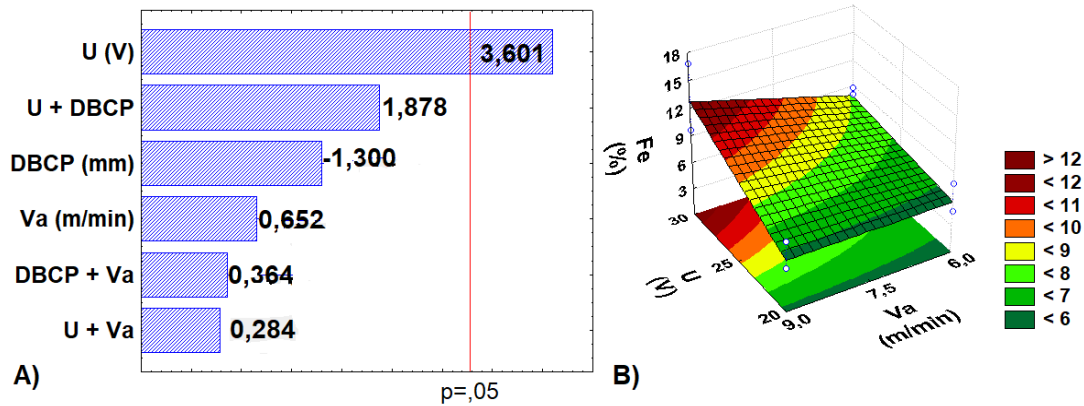 U (V)
3,601
U + DBCP
1,878
DBCP (mm)
-1,300
Va (m/min)
0,652
DBCP + Va
0,364
U + Va
0,284
p=,05
A)
18
15
12
9
6
3
Fe
(%)
30
25
20
U
(V)
9,0
7,5
6,0
Va
(m/min)
> 12
< 12
< 11
< 10
< 9
< 8
< 7
< 6
B)